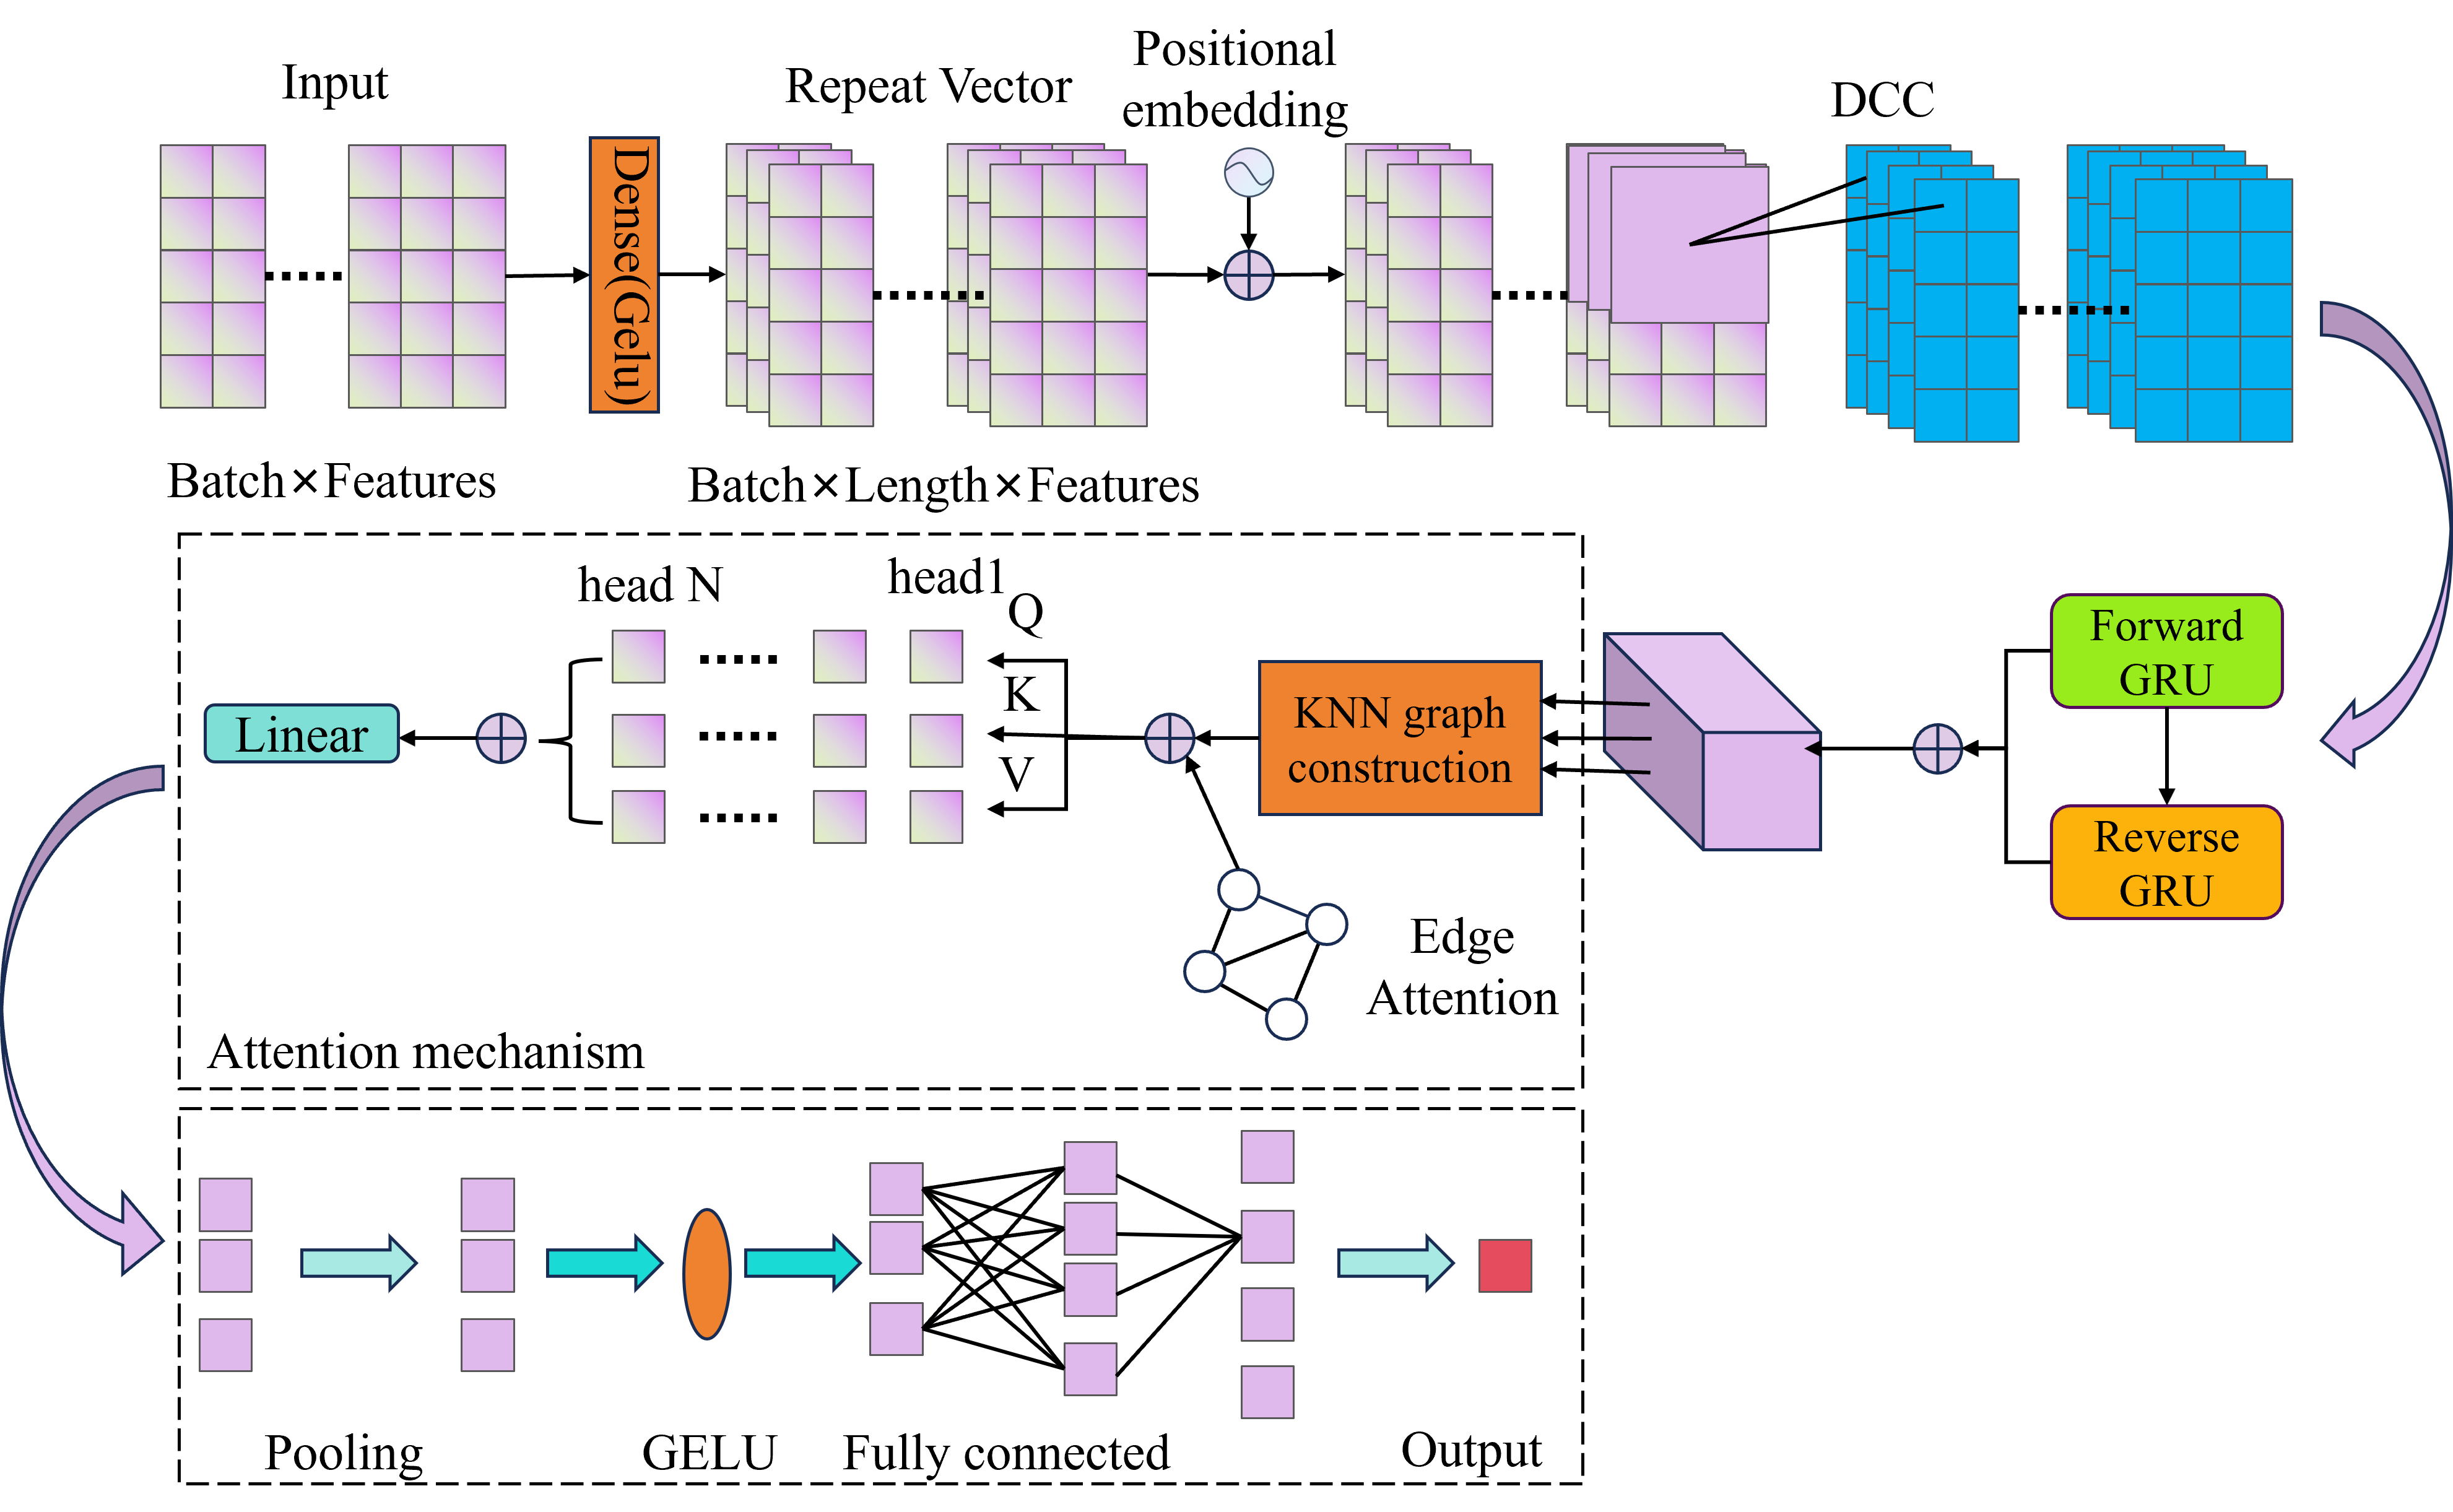 Input
Repeat Vector
Positional
embedding
DCC
Dense(Gelu)
Batch×Features
Batch×Length×Features
head N
head1
Q
K
V
Linear
KNN graph
construction
Forward
GRU
Reverse
GRU
Edge
Attention
Attention mechanism
Pooling
GELU
Fully connected
Output